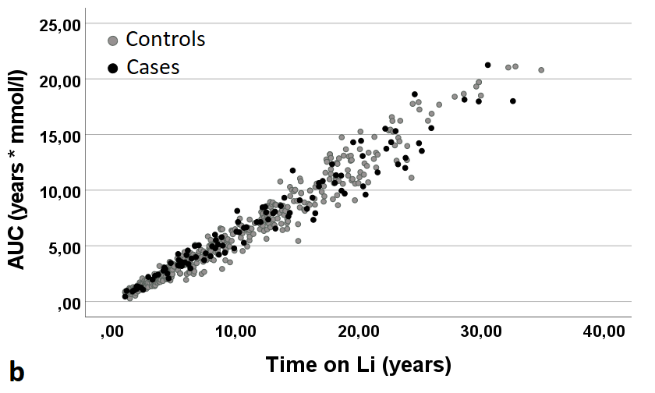 25,00
Controls
Cases
20,00
15,00
10,00
5,00
,00
AUC (years * mmol/l)
,00 10,00 20,00 30,00 40,00
Time on Li (years)
b